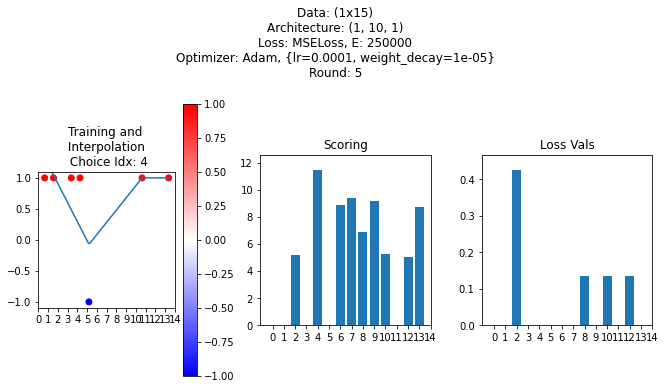 Data: (1x15)
Architecture: (1, 10, 1)
Loss: MSELoss, E: 250000
Optimizer: Adam, {lr=0.0001, weight_decay=1e-05}
Round: 5
Training and
Interpolation
Choice Idx: 4
1.0
0.5
0.0
−0.5
−1.0
0 1 2 3 4 5 6 7 8 9 10 11 12 13 14
1.00
0.75
0.50
0.25
0.00
−0.25
−0.50
−0.75
−1.00
Scoring
12
10
8
6
4
2
0
0 1 2 3 4 5 6 7 8 9 10 11 12 13 14
Loss Vals
0.4
0.3
0.2
0.1
0.0
0 1 2 3 4 5 6 7 8 9 10 11 12 13 14